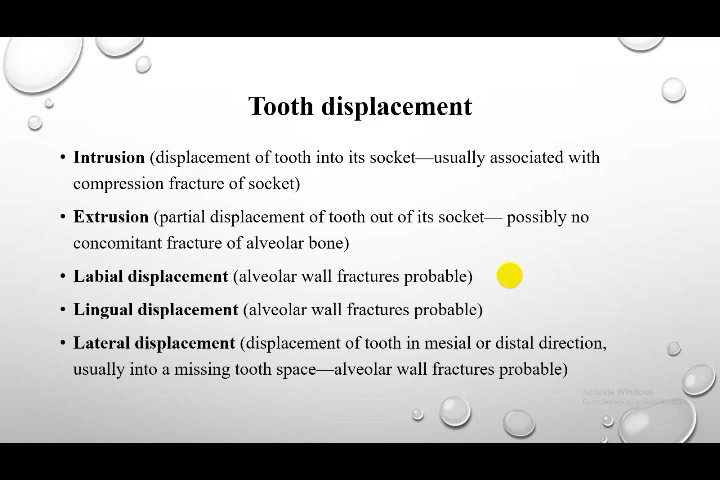 Tooth displacement
• Intrusion (displacement of tooth into its socket—usually associated with
compression fracture of socket)
• Extrusion (partial displacement of tooth out of its socket— possibly no
concomitant fracture of alveolar bone)
• Labial displacement (alveolar wall fractures probable)
• Lingual displacement (alveolar wall fractures probable)
• Lateral displacement (displacement of tooth in mesial or distal direction,
usually into a missing tooth space—alveolar wall fractures probable)
Activate Windows